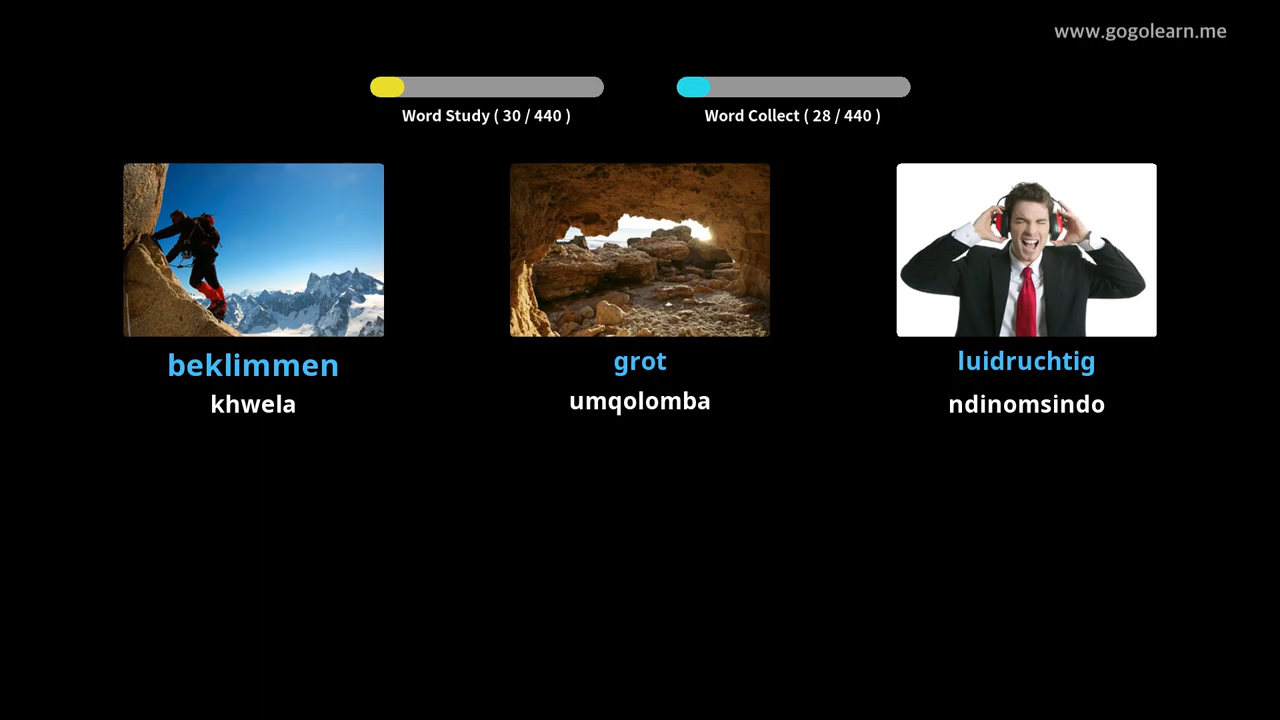 www.gogolearn.me
Word Study ( 30 / 440 )
Word Collect ( 28 / 440 )
beklimmen
khwela
grot
umqolomba
luidruchtig
ndinomsindo